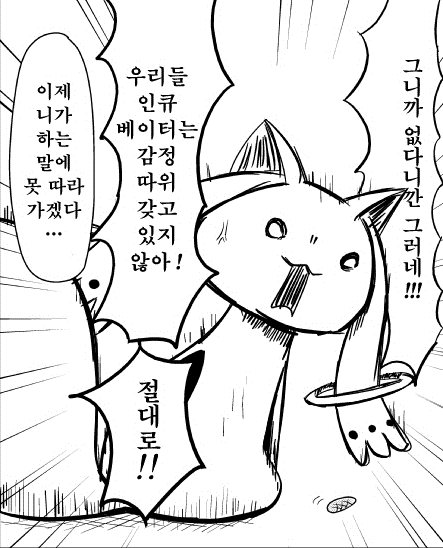 그니까 없다니깐 그러네!!!
우리들
인큐
베이터는
감정
따위
갖고
있지
않아!
절대로!!
이제
니가
하는
말에
못 따라
가겠다
...